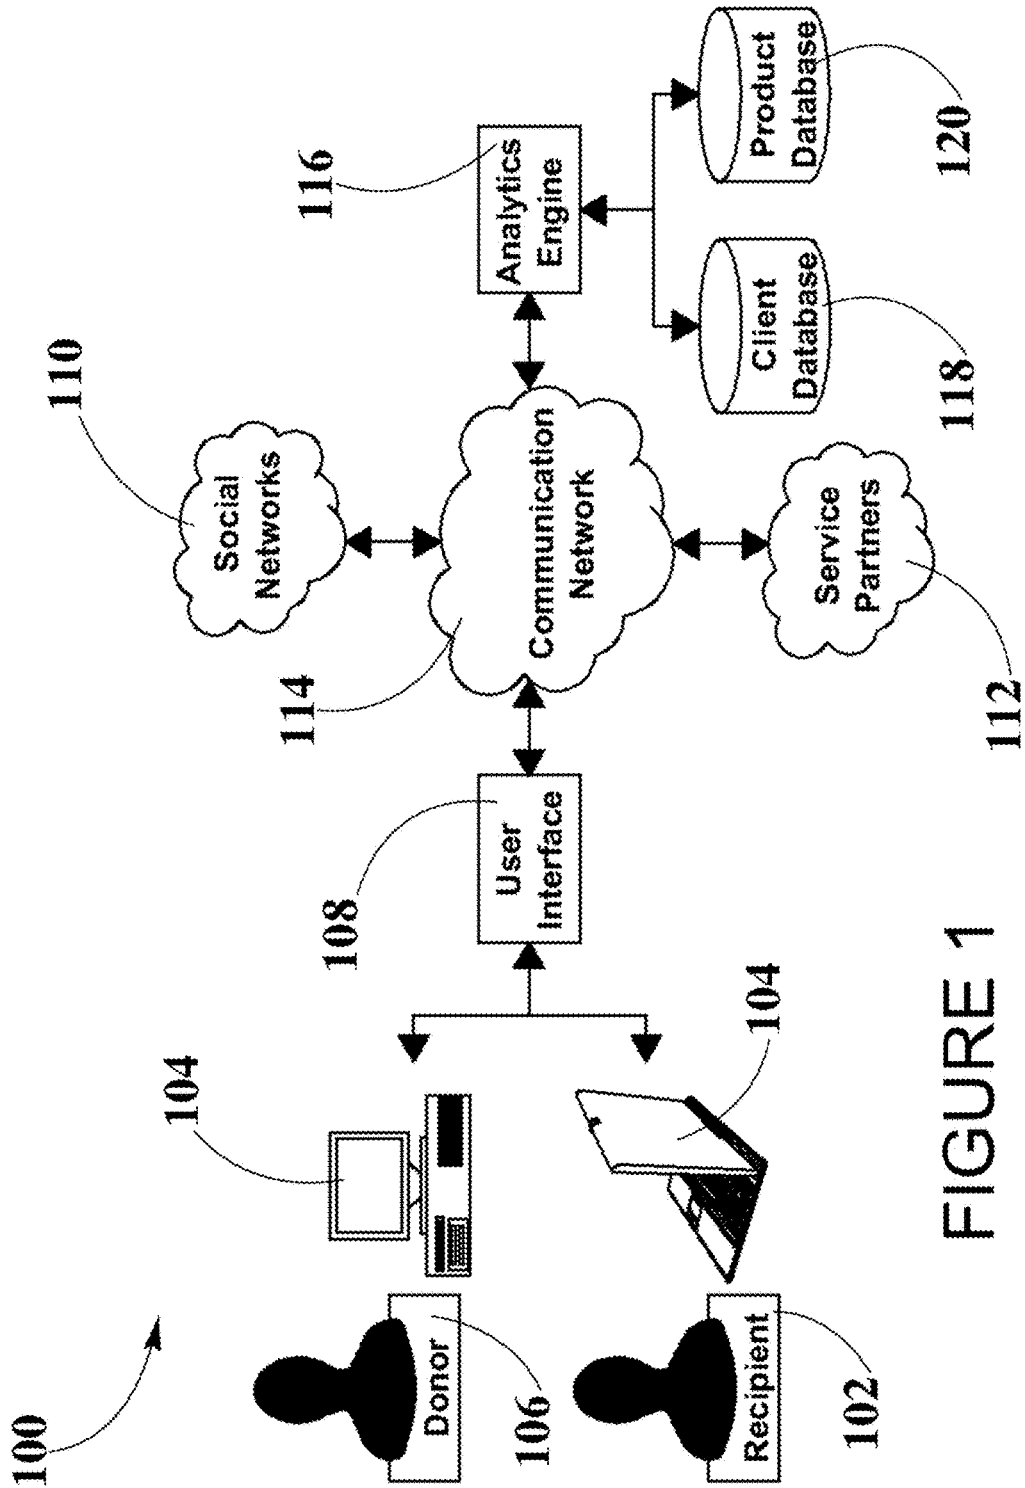 100
104
110
116
114
108
Social
Networks
Analytics
Engine
Donor
106
User
Interface
Communication
Network
Product
Database
120
Client
Database
118
Recipient
102
104
Service
Partners
112
FIGURE 1